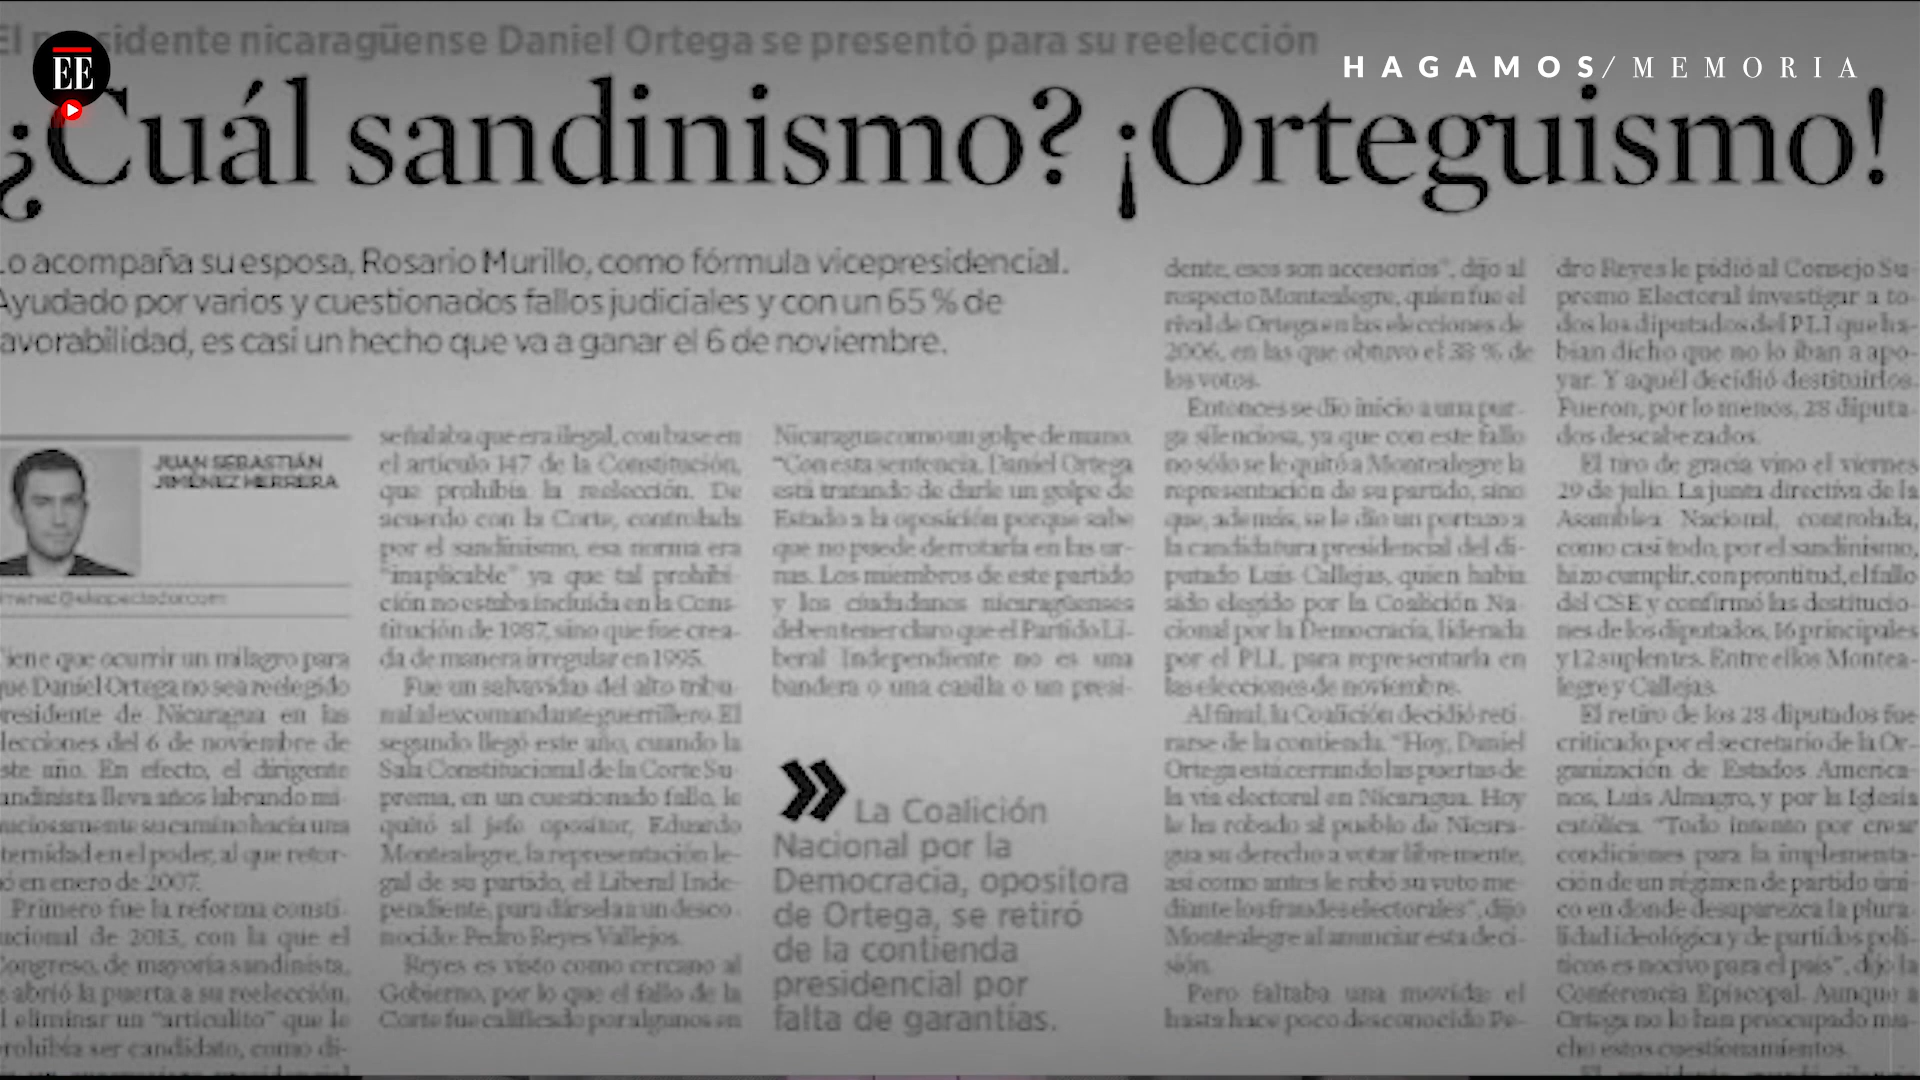 El presidente nicaragüense Daniel Ortega se presentó para su reelección
EE
HAGAMOS/MEMORIA
¿Cuál sandinismo? ¡Orteguismo!
Lo acompaña su esposa, Rosario Murillo, como fórmula vicepresidencial.
Ayudado por varios y cuestionados fallos judiciales y con un 65 % de
favorabilidad, es casi un hecho que va a ganar el 6 de noviembre.
JUAN SEBASTIÁN
JIMÉNEZ HERRERA
jimenez@elespectador.com
Tiene que ocurrir un milagro para
que Daniel Ortega no sea reelegido
presidente de Nicaragua en las
elecciones del 6 de noviembre de
este año. En efecto, el dirigente
sandinista lleva años labrando mi-
nuciosamente su camino hacia una
eternidad en el poder, al que retor-
nó en enero de 2007.
Primero fue la reforma consti-
tucional de 2013, con la que el
Congreso, de mayoría sandinista,
le abrió la puerta a su reelección,
al eliminar un "articulito" que le
prohibía ser candidato, como di-
señalaba que era ilegal, con base en
el artículo 147 de la Constitución,
que prohibía la reelección. De
acuerdo con la Corte, controlada
por el sandinismo, esa norma era
"inaplicable" ya que tal prohibi-
ción no estaba incluida en la Cons-
titución de 1987, sino que fue crea-
da de manera irregular en 1995.
Fue un salvavidas del alto tribu-
nal al excomandante guerrillero. El
segundo llegó este año, cuando la
Sala Constitucional de la Corte Su-
prema, en un cuestionado fallo, le
quitó al jefe opositor, Eduardo
Montealegre, la representación le-
gal de su partido, el Liberal Inde-
pendiente, para dársela a un desco-
nocido: Pedro Reyes Vallejos.
Reyes es visto como cercano al
Gobierno, por lo que el fallo de la
Corte fue calificado por algunos en
Nicaragua como un golpe de mano.
"Con esta sentencia, Daniel Ortega
está tratando de darle un golpe de
Estado a la oposición porque sabe
que no puede derrotarla en las ur-
nas. Los miembros de este partido
y los ciudadanos nicaragüenses
deben tener claro que el Partido Li-
beral Independiente no es una
bandera o una casilla o un presi-
» La Coalición
Nacional por la
Democracia, opositora
de Ortega, se retiró
de la contienda
presidencial por
falta de garantías.
dente, esos son accesorios", dijo al
respecto Montealegre, quien fue el
rival de Ortega en las elecciones de
2006, en las que obtuvo el 38 % de
los votos.
Entonces se dio inicio a una pur-
ga silenciosa, ya que con este fallo
no sólo se le quitó a Montealegre la
representación de su partido, sino
que, además, se le dio un portazo a
la candidatura presidencial del di-
putado Luis Callejas, quien había
sido elegido por la Coalición Na-
cional por la Democracia, liderada
por el PLI, para representarla en
las elecciones de noviembre.
Al final, la Coalición decidió reti-
rarse de la contienda. "Hoy, Daniel
Ortega está cerrando las puertas de
la vía electoral en Nicaragua. Hoy
le ha robado al pueblo de Nicara-
gua su derecho a votar libremente,
así como antes le robó su voto me-
diante los fraudes electorales", dijo
Montealegre al anunciar esta deci-
sión.
Pero faltaba una movida: el
hasta hace poco desconocido Pe-
dro Reyes le pidió al Consejo Su-
premo Electoral investigar a to-
dos los diputados del PLI que ha-
bían dicho que no lo iban a apo-
yar. Y aquél decidió destituirlos.
Fueron, por lo menos, 28 diputa-
dos descabezados.
El tiro de gracia vino el viernes
29 de julio. La junta directiva de la
Asamblea Nacional, controlada,
como casi todo, por el sandinismo,
hizo cumplir, con prontitud, el fallo
del CSE y confirmó las destitucio-
nes de los diputados, 16 principales
y 12 suplentes. Entre ellos Montea-
legre y Callejas.
El retiro de los 28 diputados fue
criticado por el secretario de la Or-
ganización de Estados America-
nos, Luis Almagro, y por la Iglesia
católica. "Todo intento por crear
condiciones para la implementa-
ción de un régimen de partido úni-
co en donde desaparezca la plura-
lidad ideológica y de partidos polí-
ticos es nocivo para el país", dijo la
Conferencia Episcopal. Aunque a
Ortega no lo han preocupado mu-
cho estos cuestionamientos.